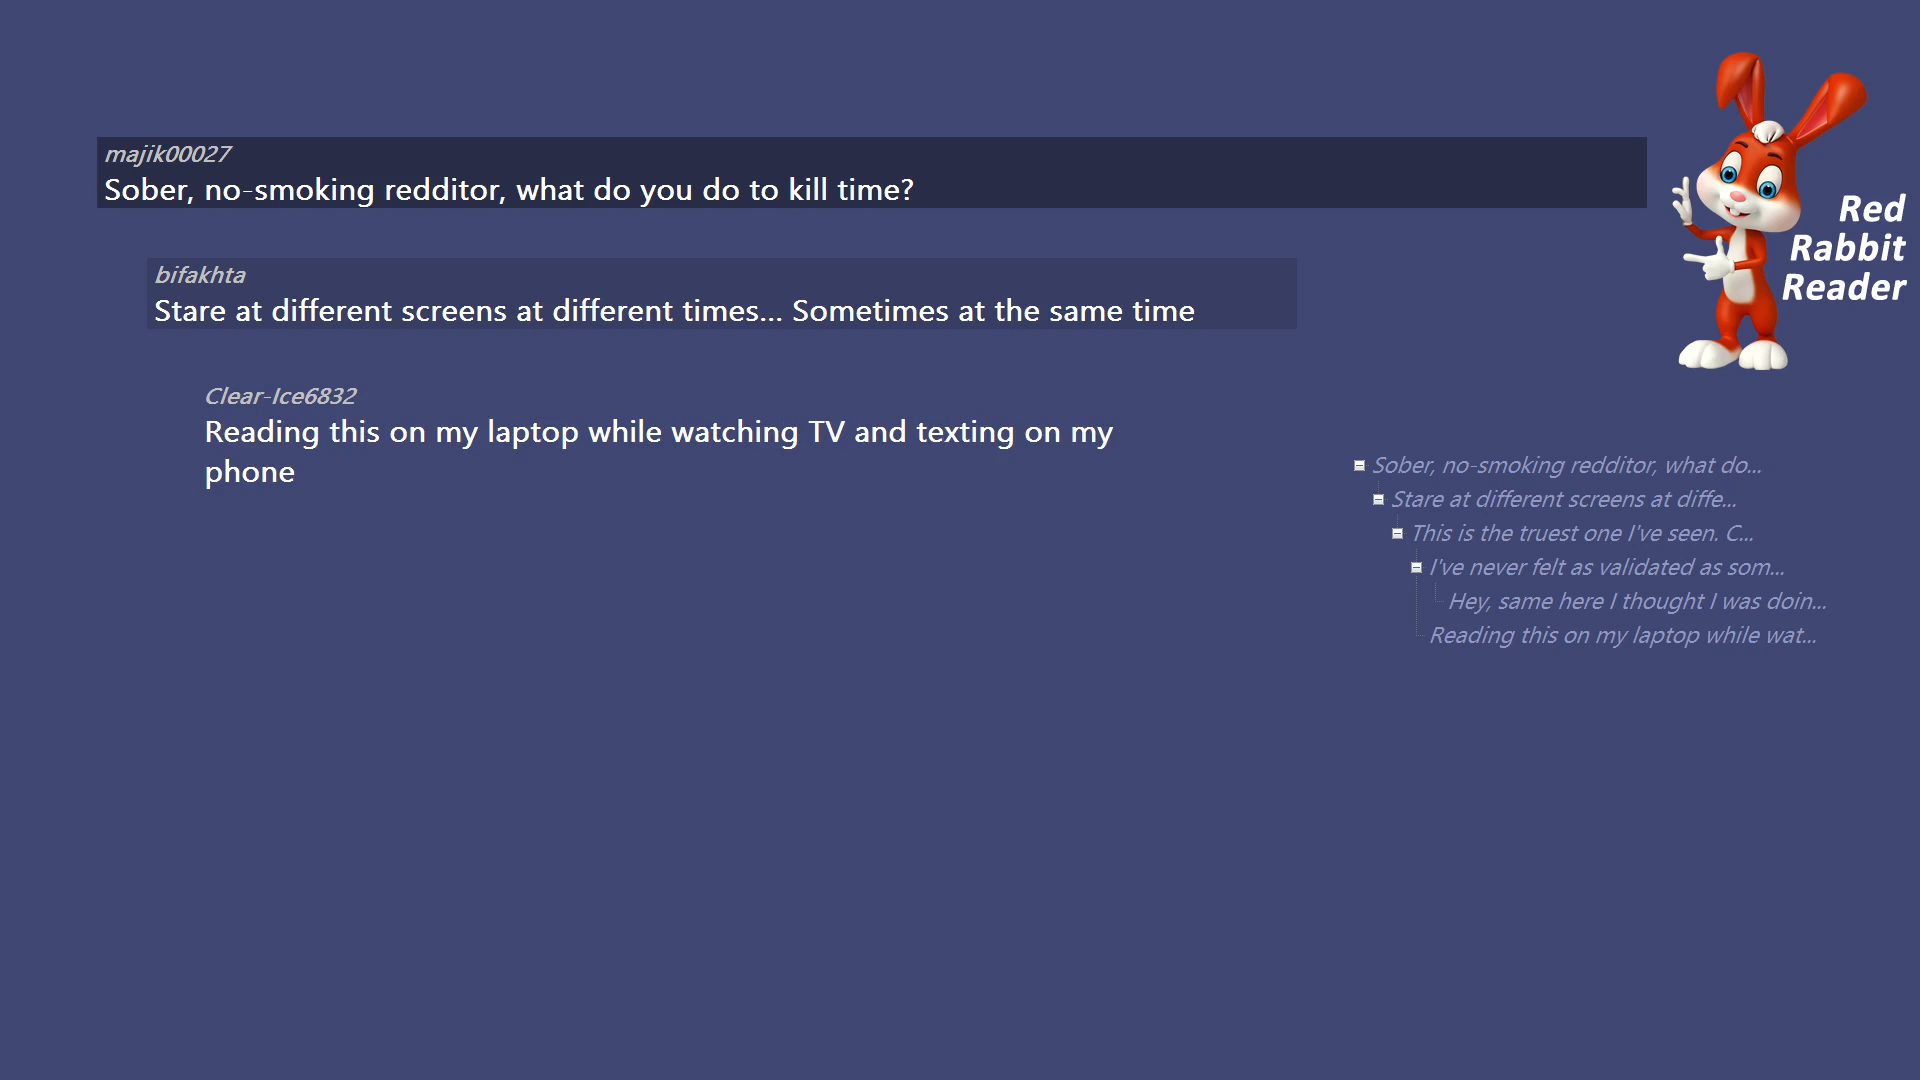 majik00027
Sober, no-smoking redditor, what do you do to kill time?
bifakhta
Stare at different screens at different times... Sometimes at the same time
Clear-Ice6832
Reading this on my laptop while watching TV and texting on my
phone
Red
Rabbit
Reader
Sober, no-smoking redditor, what do...
Stare at different screens at diffe...
This is the truest one I've seen. C...
I've never felt as validated as som...
Hey, same here I thought I was doin...
Reading this on my laptop while wat...